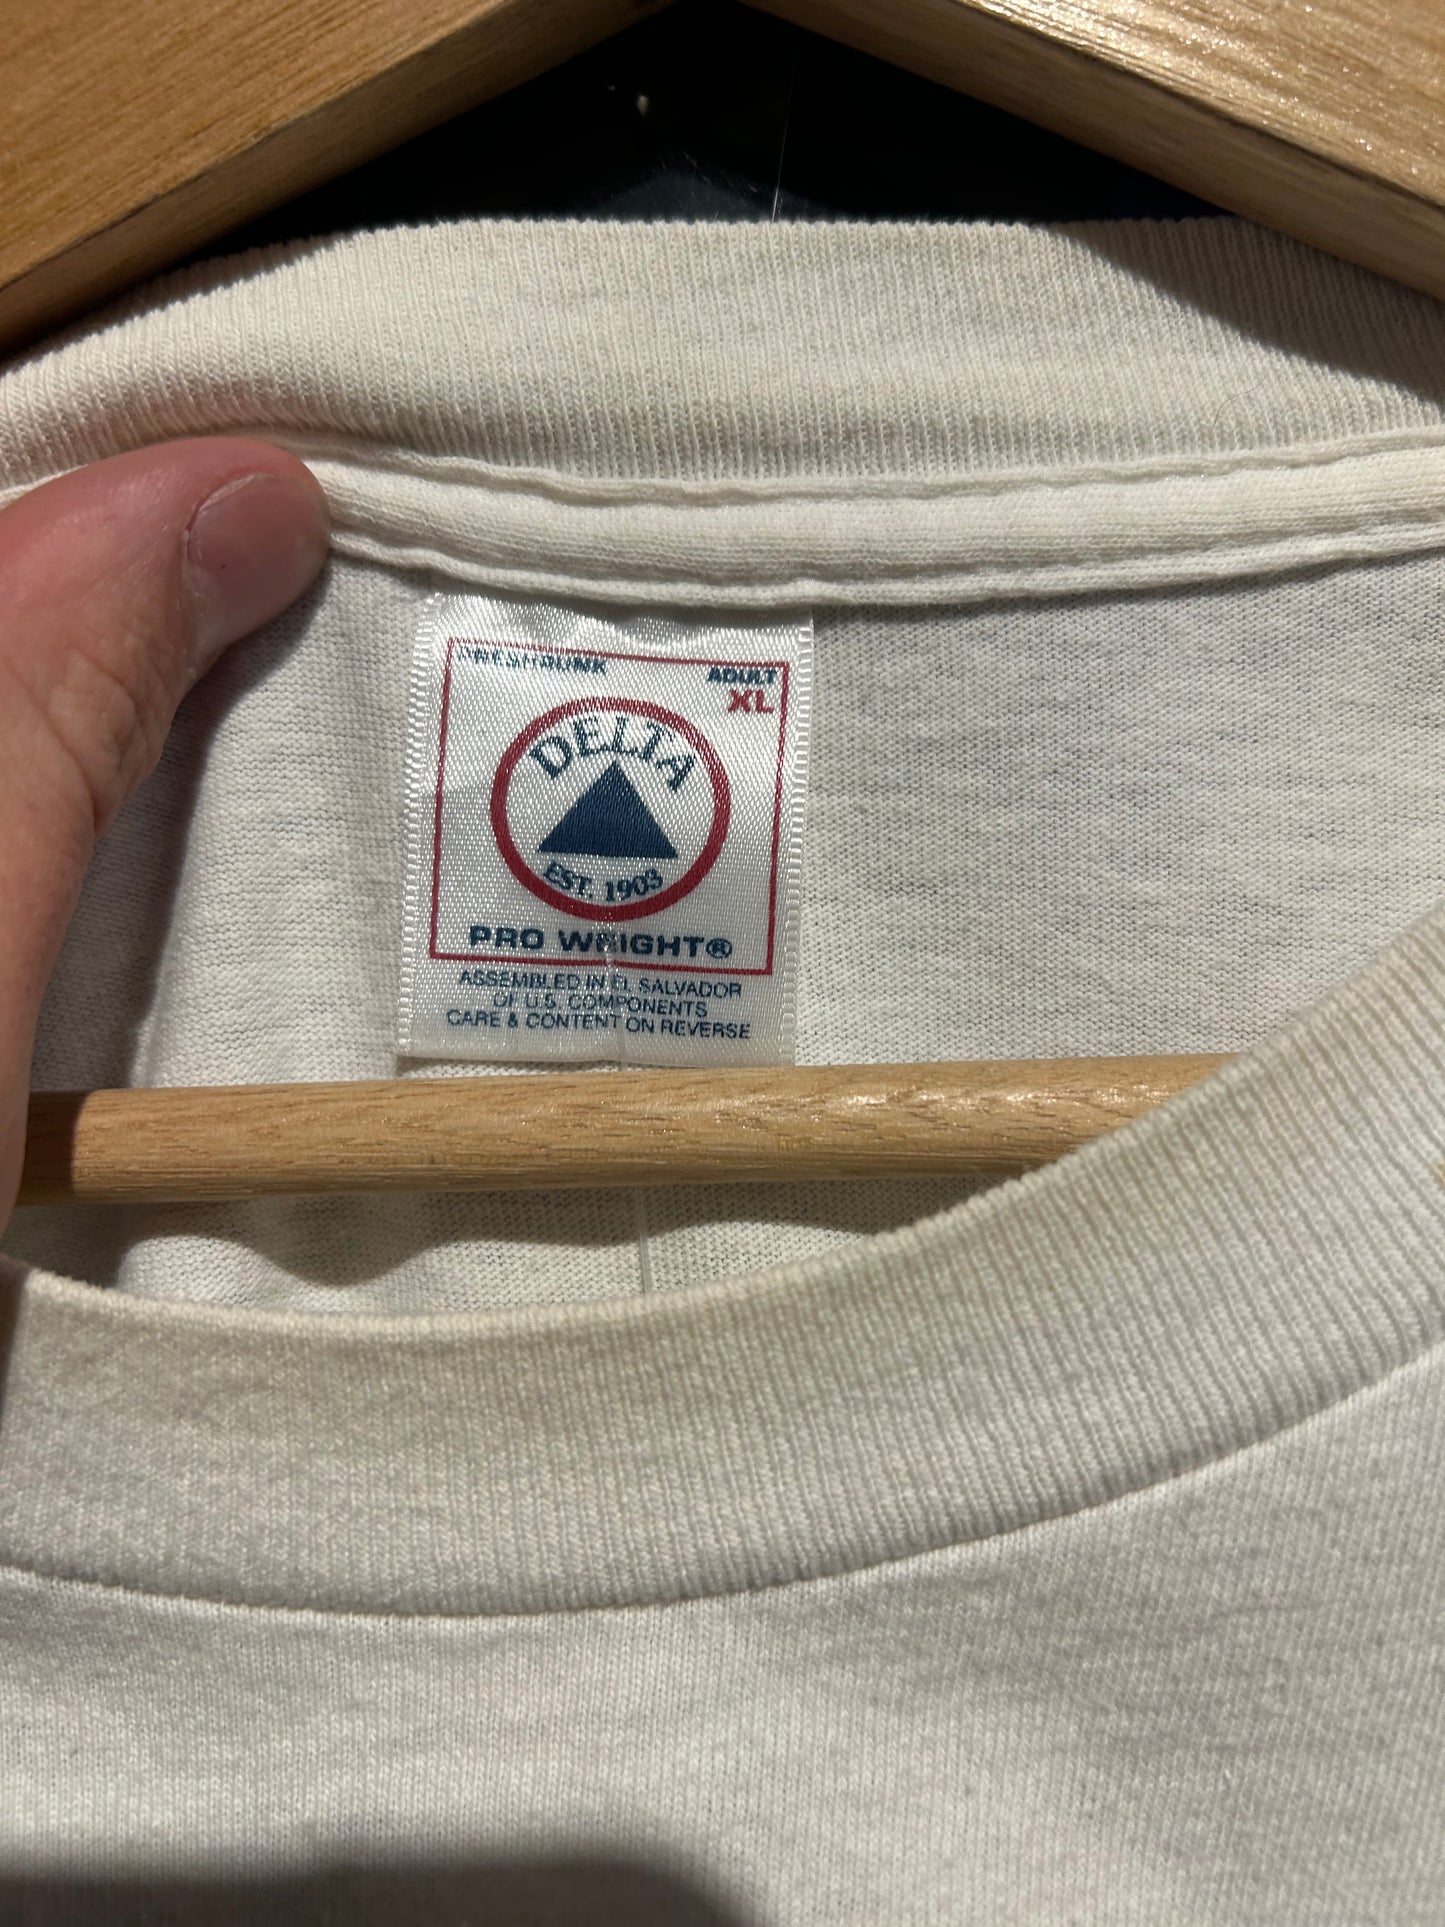 PRESHRUNK
ADULT
XL
DELTA
EST. 1903
PRO WEIGHT®
ASSEMBLED IN EL SALVADOR
OF U.S. COMPONENTS
CARE & CONTENT ON REVERSE